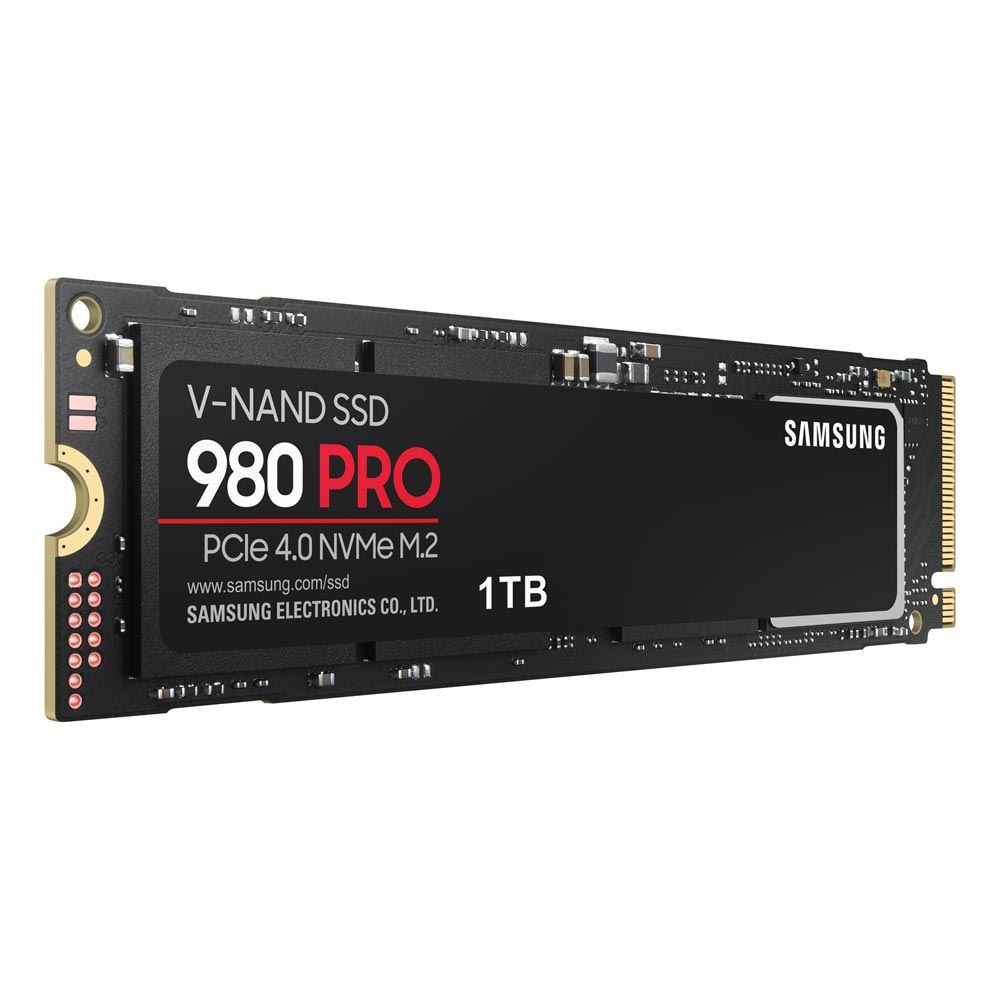 V-NAND SSD
980 PRO
PCIe 4.0 NVMe M.2
www.samsung.com/ssd
SAMSUNG ELECTRONICS CO., LTD.
1TB
SAMSUNG